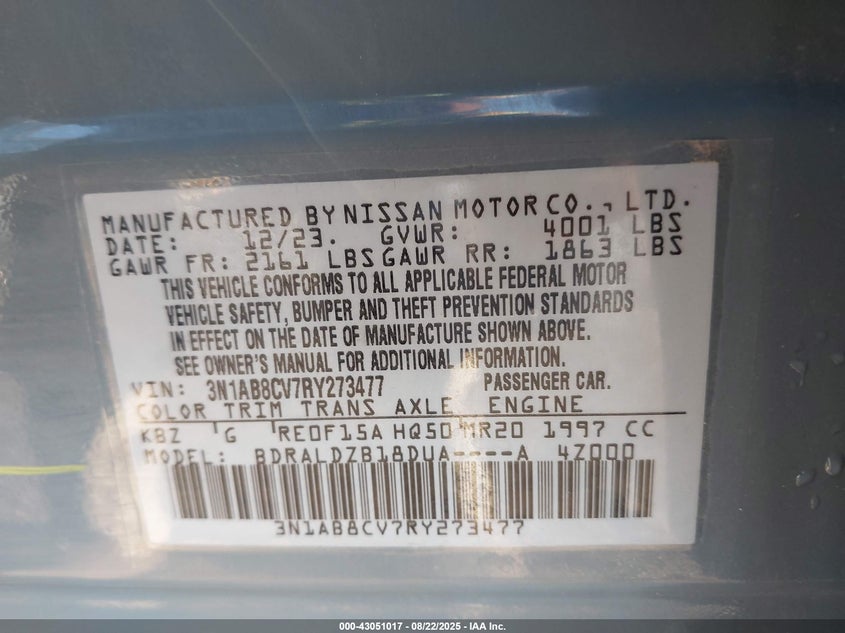 MANUFACTURED BY NISSAN MOTOR CO., LTD.
DATE: 12/23. GVWR: 4001 LBS
GAWR FR: 2161 LBS GAWR RR: 1863 LBS
THIS VEHICLE CONFORMS TO ALL APPLICABLE FEDERAL MOTOR
VEHICLE SAFETY, BUMPER AND THEFT PREVENTION STANDARDS
IN EFFECT ON THE DATE OF MANUFACTURE SHOWN ABOVE.
SEE OWNER'S MANUAL FOR ADDITIONAL INFORMATION.
VIN: 3N1AB8CV7RY273477 PASSENGER CAR.
COLOR TRIM TRANS AXLE ENGINE
KBZ G RE0F15A HQ50 MR20 1997 CC
MODEL: BDRALDZB18DUA----A 4Z000
3N1AB8CV7RY273477
000-43051017 - 08/22/2025 - IAA Inc.